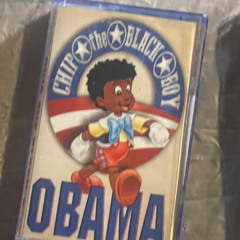 CHIP ★ the ★ BLACK ★ BOY
OBAMA